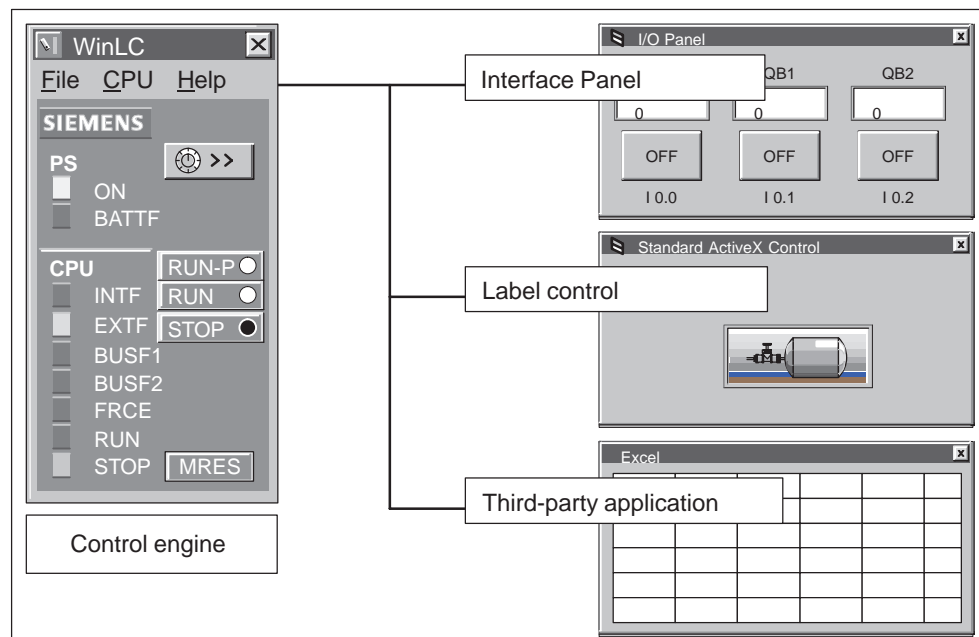 WinLC
File CPU Help
SIEMENS
PS
>>
ON
BATTF
CPU
RUN-P
INTF
RUN
EXTF
STOP
BUSF1
BUSF2
FRCE
RUN
STOP
MRES
Control engine
I/O Panel
Interface Panel
QB1
QB2
0
0
0
OFF
OFF
OFF
I 0.0
I 0.1
I 0.2
Standard ActiveX Control
Label control
Excel
Third-party application